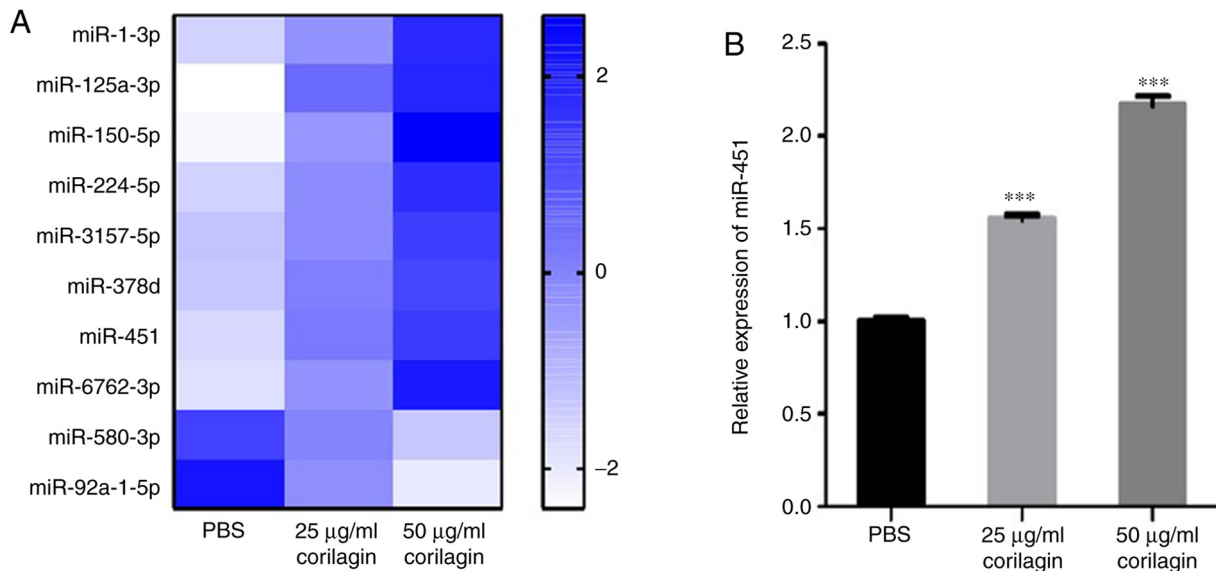 A
miR-1-3p
miR-125a-3p
miR-150-5p
miR-224-5p
miR-3157-5p
miR-378d
miR-451
miR-6762-3p
miR-580-3p
miR-92a-1-5p
PBS
25 µg/ml
corilagin
50 µg/ml
corilagin
2
0
−2
B
Relative expression of miR-451
2.5
2.0
1.5
1.0
0.5
0.0
***
***
PBS
25 µg/ml
corilagin
50 µg/ml
corilagin